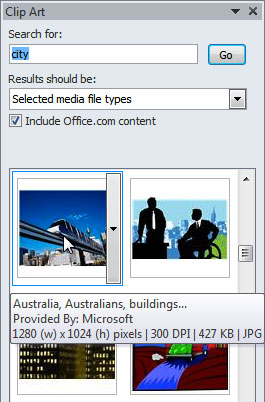 Clip Art
Search for:
city
Go
Results should be:
Selected media file types
Include Office.com content
Australia, Australians, buildings...
Provided By: Microsoft
1280 (w) x 1024 (h) pixels | 300 DPI | 427 KB | JPG